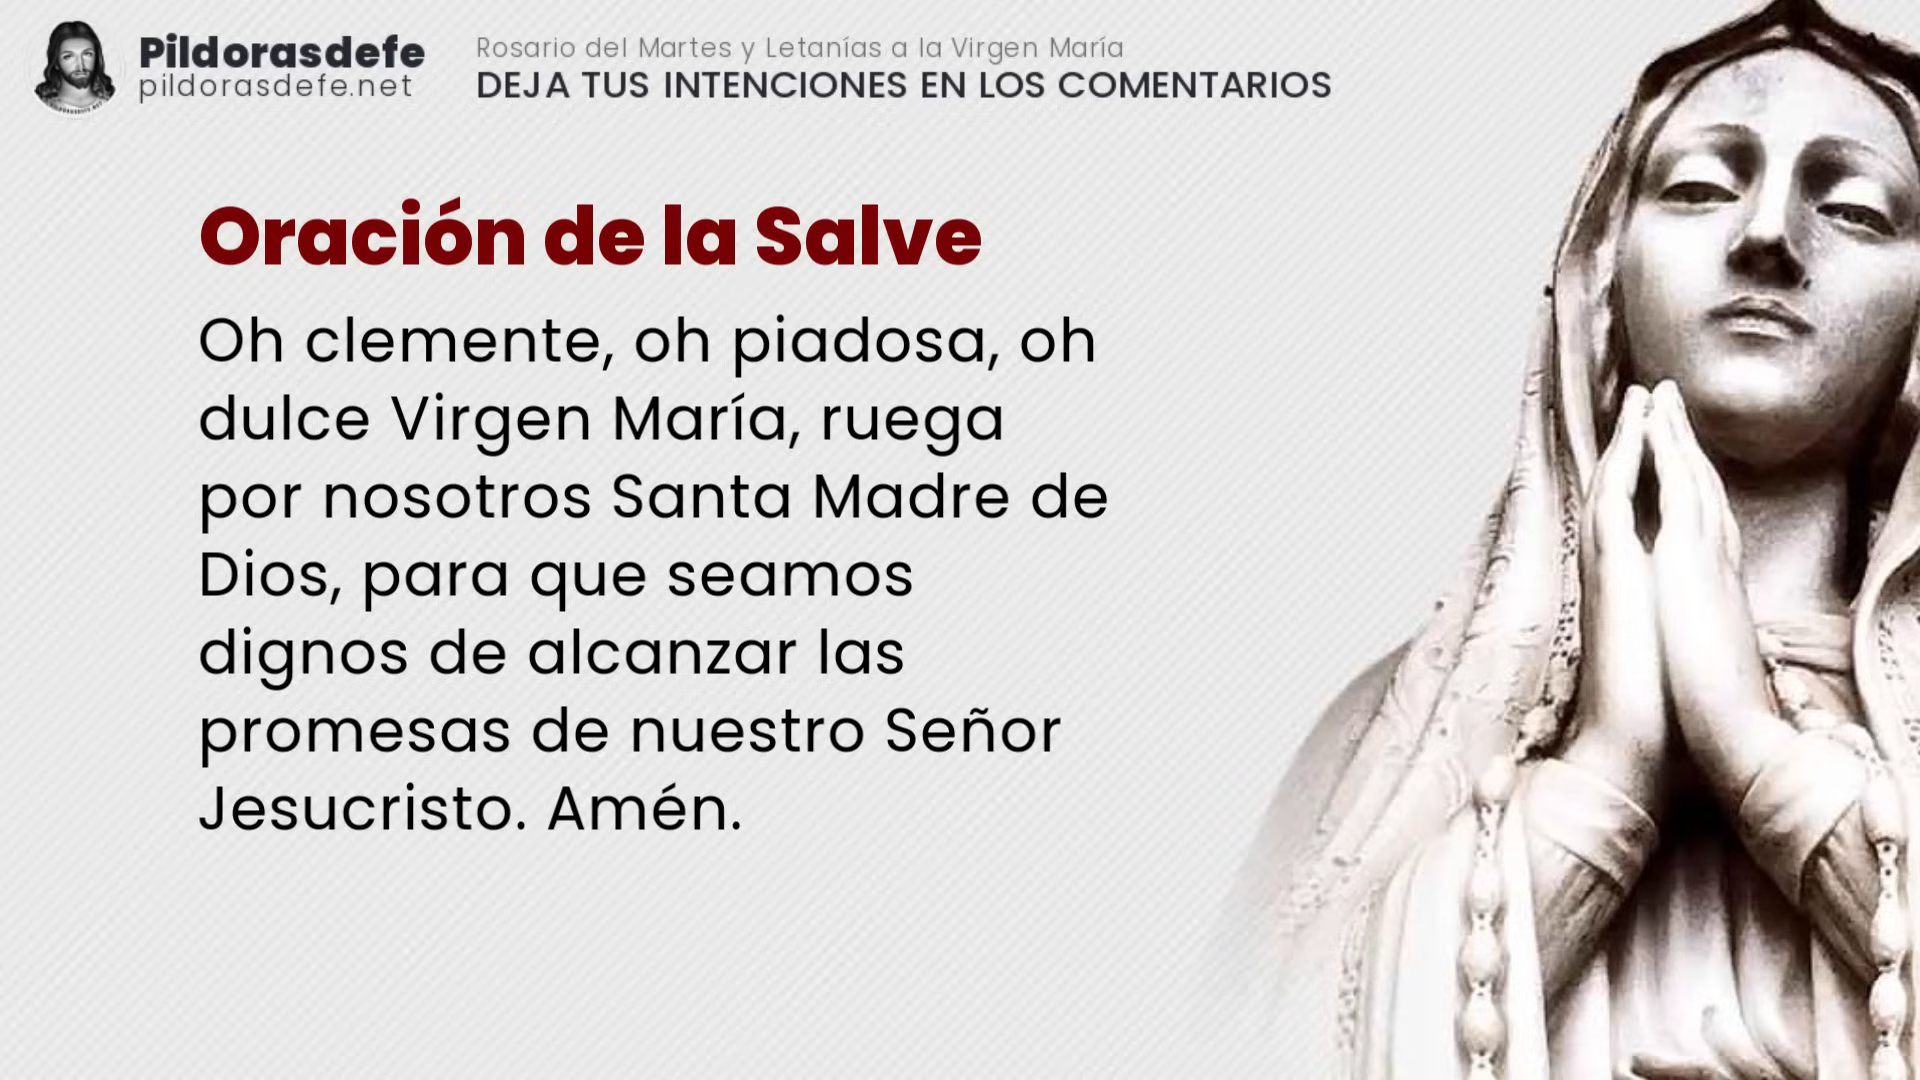 Pildorasdefe
pildorasdefe.net
Rosario del Martes y Letanías a la Virgen María
DEJA TUS INTENCIONES EN LOS COMENTARIOS
Oración de la Salve
Oh clemente, oh piadosa, oh
dulce Virgen María, ruega
por nosotros Santa Madre de
Dios, para que seamos
dignos de alcanzar las
promesas de nuestro Señor
Jesucristo. Amén.